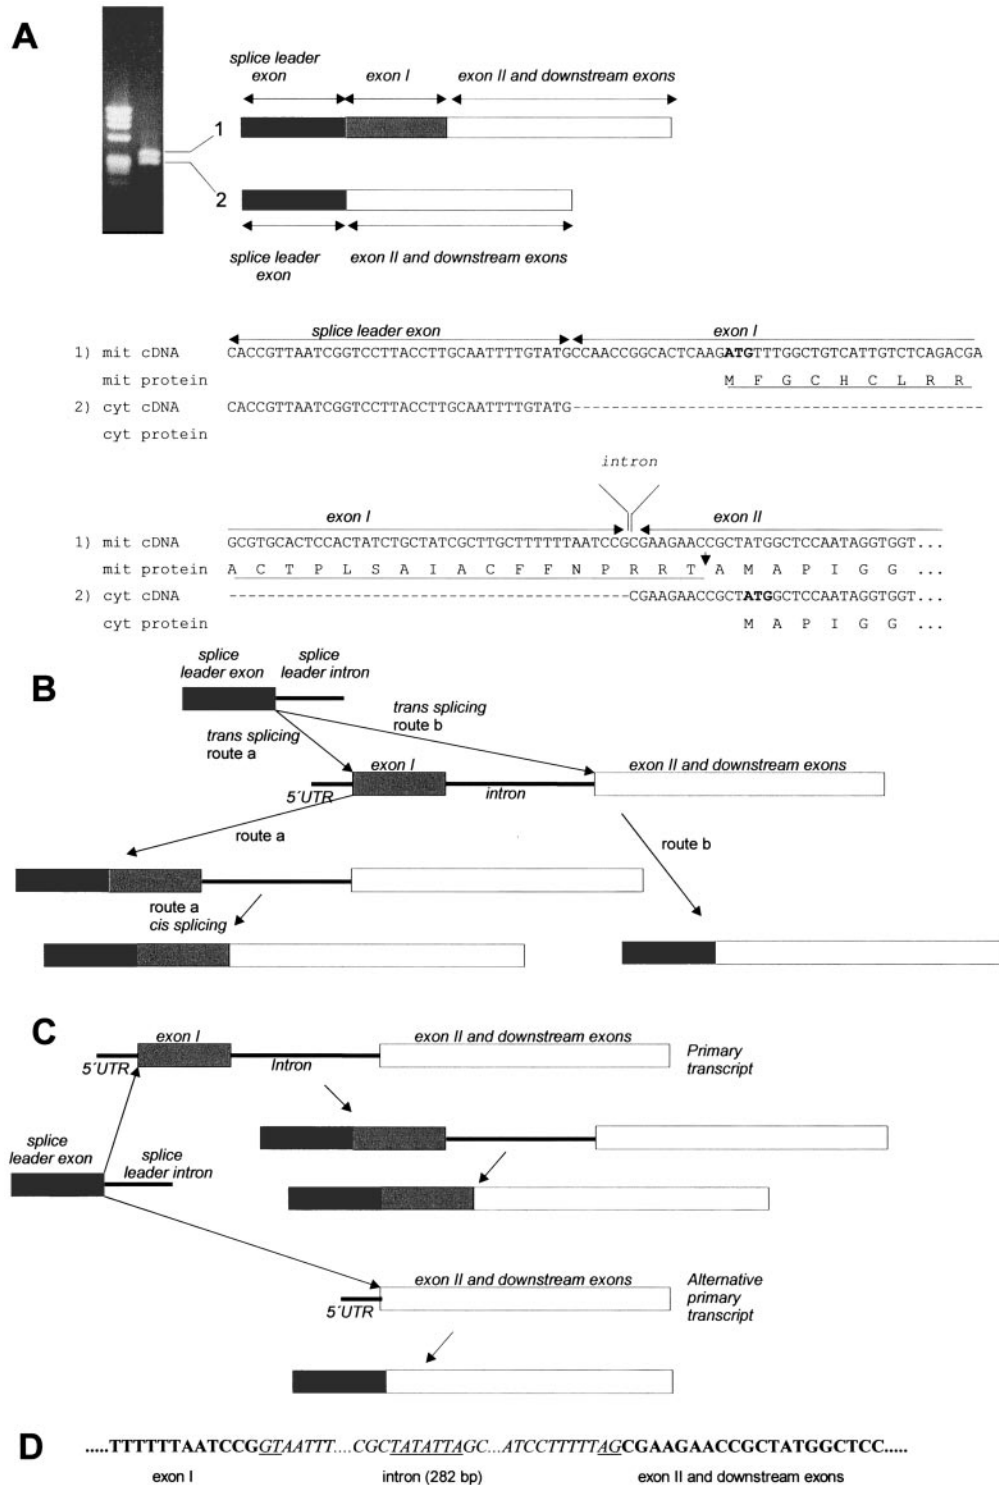 A
splice leader
exon
exon I
exon II and downstream exons
1
2
splice leader
exon
exon II and downstream exons
splice leader exon
exon I
1) mit cDNA CACCGTTAATCGGTCCTTACCTTGCAATTTTGTATGCCAACCGGCACTCAAGATGTTTGGCTGTCATTGTCTCAGACGA
mit protein M F G C H C L R R
2) cyt cDNA CACCGTTAATCGGTCCTTACCTTGCAATTTTGTATG-------------------------------------------
cyt protein
intron
exon I
exon II
1) mit cDNA GCGTGCACTCCACTATCTGCTATCGCTTGCTTTTTTAATCCGCGAAGAACCGCTATGGCTCCAATAGGTGGT...
mit protein A C T P L S A I A C F F N P R R T A M A P I G G ...
2) cyt cDNA ------------------------------------------CGAAGAACCGCTATGGCTCCAATAGGTGGT...
cyt protein M A P I G G ...
B
splice
leader exon
splice
leader intron
trans splicing
route a
trans splicing
route b
exon I
exon II and downstream exons
5´UTR
intron
route a
route b
route a
cis splicing
C
exon I
exon II and downstream exons
5´UTR
Intron
Primary
transcript
splice
leader exon
splice
leader intron
exon II and downstream exons
5´UTR
Alternative
primary
transcript
D
.....TTTTTTAATCCGGTAATTT....CGCTATATTAGC...ATCCTTTTTAGCGAAGAACCGCTATGGCTCC.....
exon I
intron (282 bp)
exon II and downstream exons